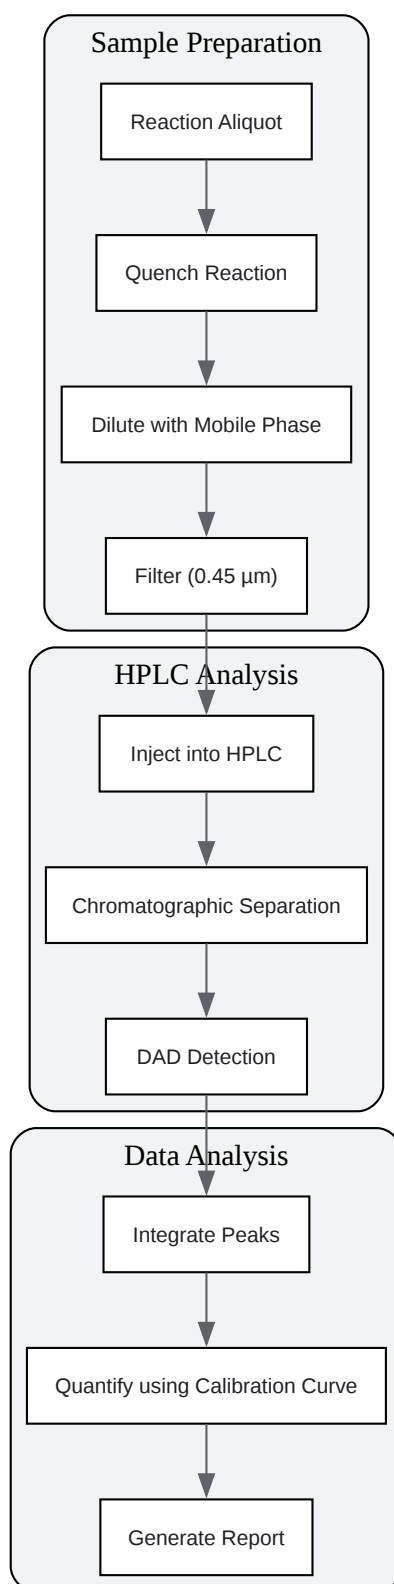 Sample Preparation
Reaction Aliquot
Quench Reaction
Dilute with Mobile Phase
Filter (0.45 µm)
HPLC Analysis
Inject into HPLC
Chromatographic Separation
DAD Detection
Data Analysis
Integrate Peaks
Quantify using Calibration Curve
Generate Report